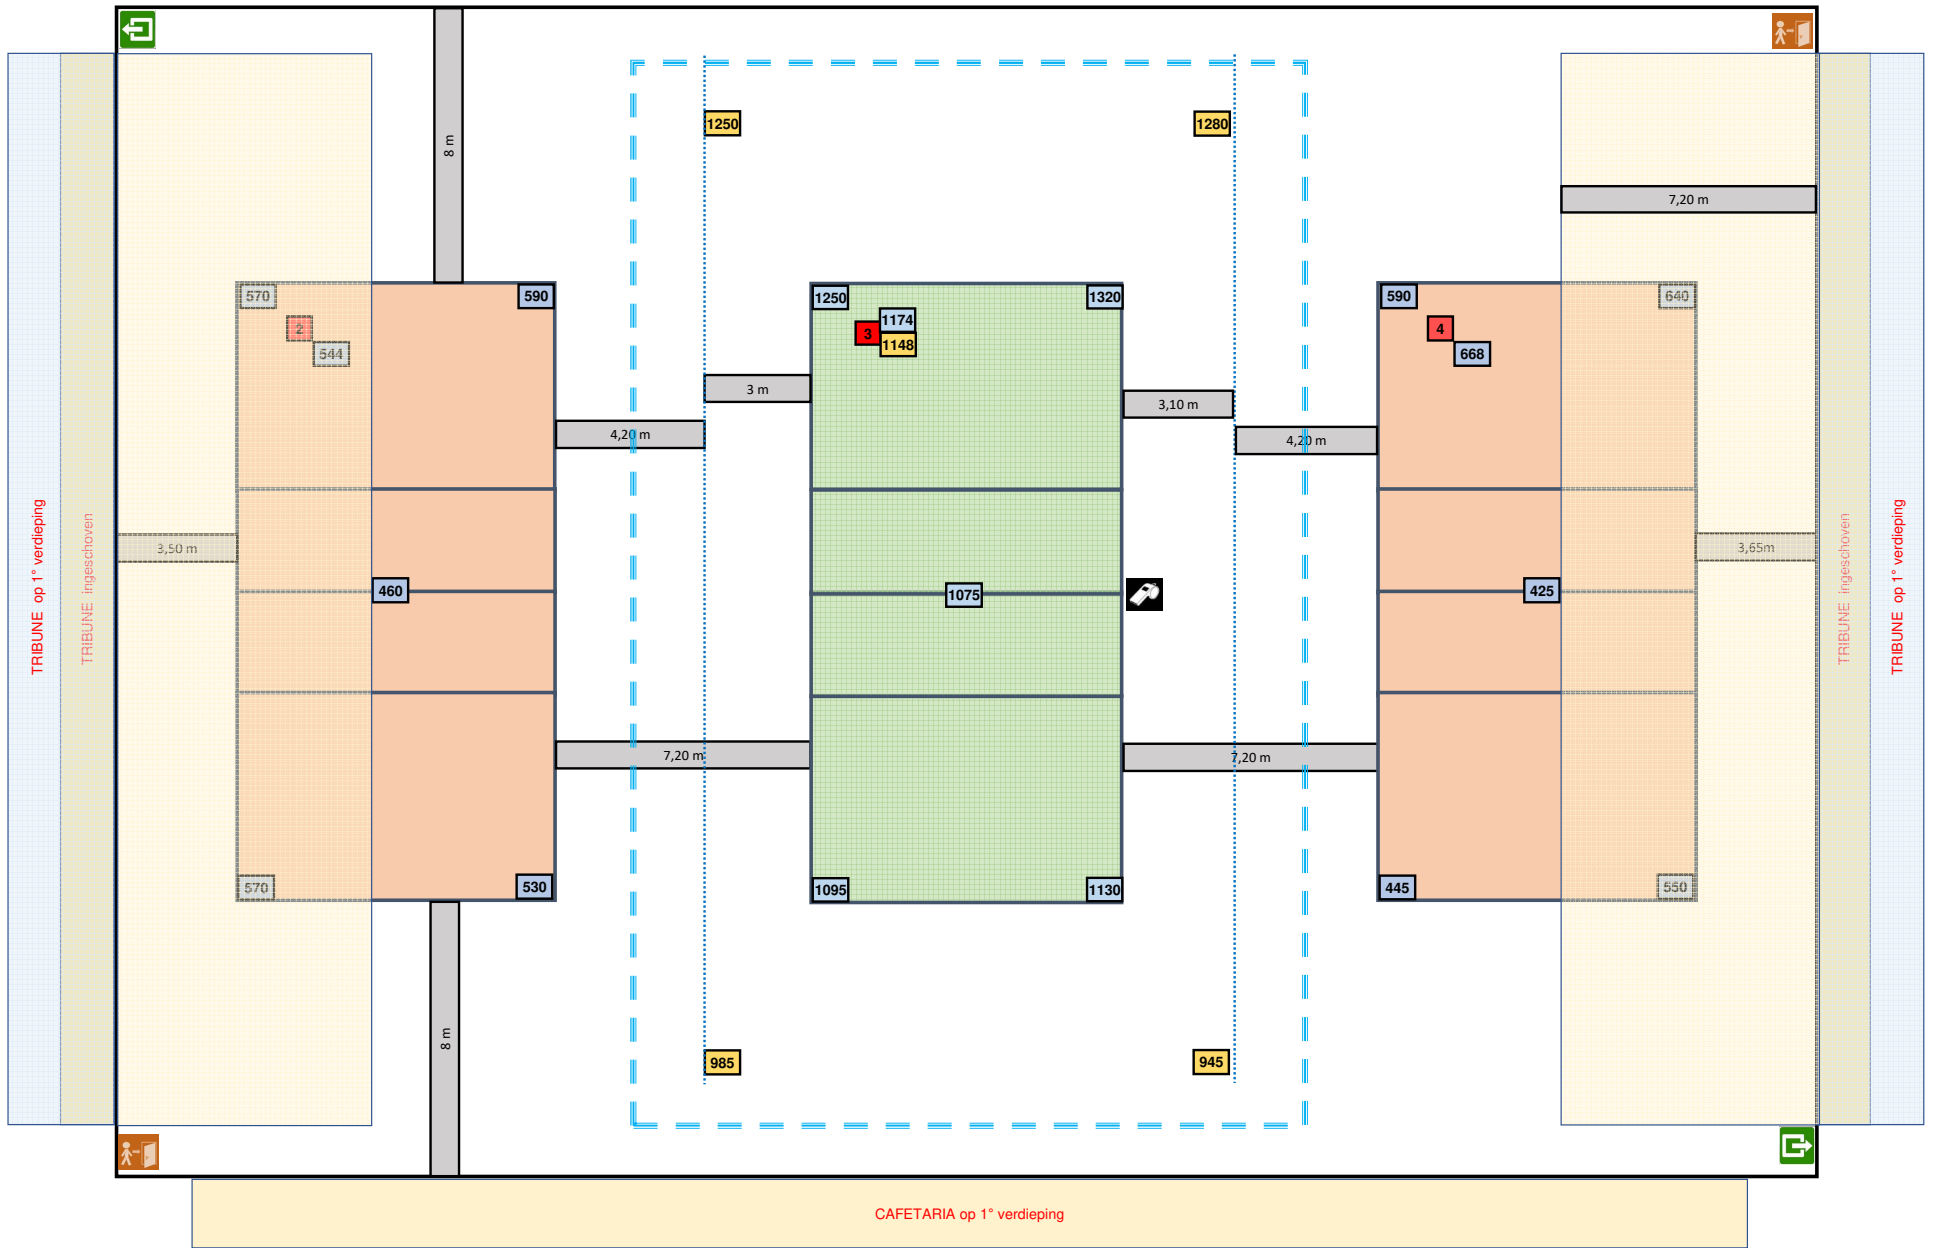 8 m
1250
1280
7,20 m
570
590
1250
1320
590
640
2
544
3
1174
1148
4
668
3 m
3,10 m
4,20 m
4,20 m
TRIBUNE op 1° verdieping
TRIBUNE ingeschoven
3,50 m
3,65m
TRIBUNE ingeschoven
TRIBUNE op 1° verdieping
460
1075
425
7,20 m
7,20 m
570
530
1095
1130
445
550
8 m
985
945
CAFETARIA op 1° verdieping